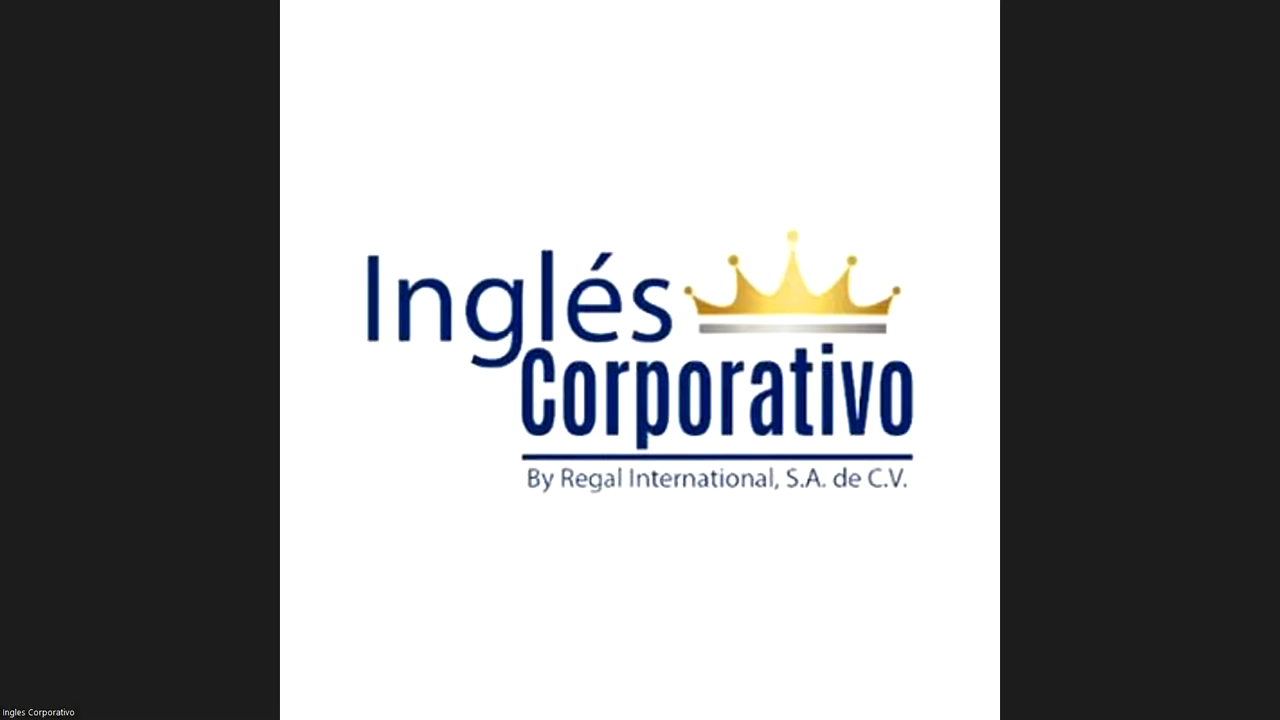 Inglés
Corporativo
By Regal International, S.A. de C.V.
Ingles Corporativo